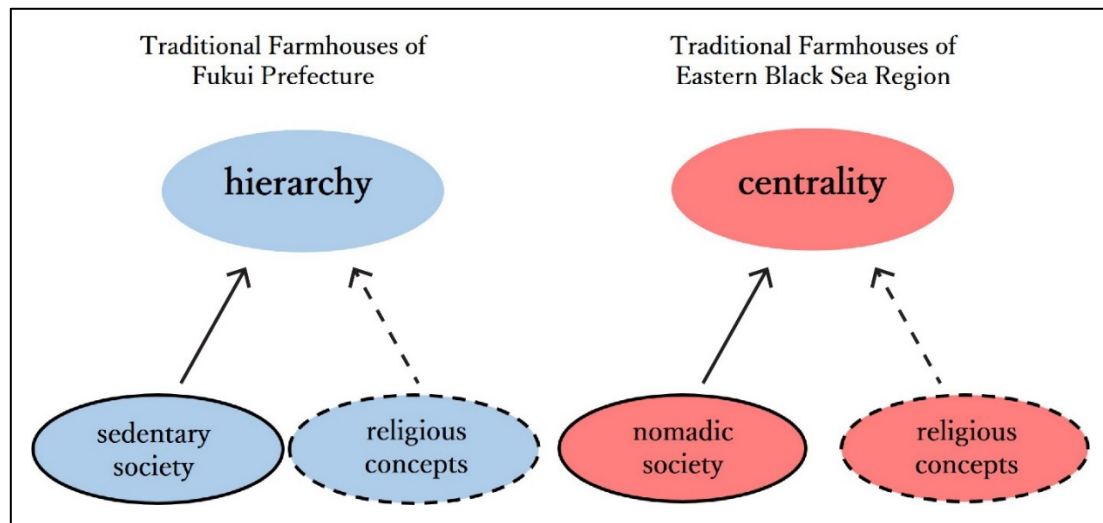 Traditional Farmhouses of
Fukui Prefecture
hierarchy
sedentary
society
religious
concepts
Traditional Farmhouses of
Eastern Black Sea Region
centrality
nomadic
society
religious
concepts